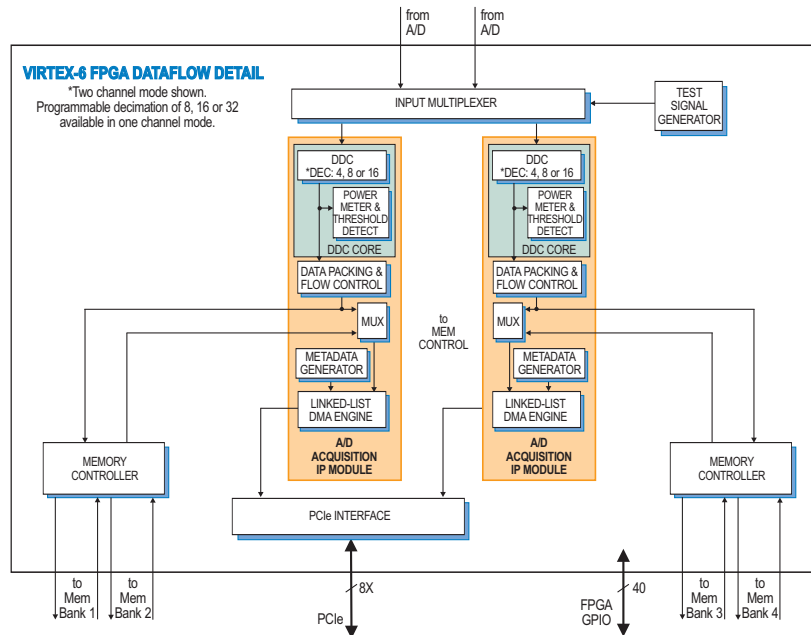 from
A/D
from
A/D
VIRTEX-6 FPGA DATAFLOW DETAIL
*Two channel mode shown.
Programmable decimation of 8, 16 or 32
available in one channel mode.
INPUT MULTIPLEXER
TEST
SIGNAL
GENERATOR
DDC
*DEC: 4, 8 or 16
POWER
METER &
THRESHOLD
DETECT
DDC CORE
DATA PACKING &
FLOW CONTROL
MUX
METADATA
GENERATOR
LINKED-LIST
DMA ENGINE
A/D
ACQUISITION
IP MODULE
to
MEM
CONTROL
DDC
*DEC: 4, 8 or 16
POWER
METER &
THRESHOLD
DETECT
DDC CORE
DATA PACKING &
FLOW CONTROL
MUX
METADATA
GENERATOR
LINKED-LIST
DMA ENGINE
A/D
ACQUISITION
IP MODULE
MEMORY
CONTROLLER
MEMORY
CONTROLLER
PCIe INTERFACE
to
Mem
Bank 1
to
Mem
Bank 2
8X
PCIe
40
FPGA
GPIO
to
Mem
Bank 3
to
Mem
Bank 4